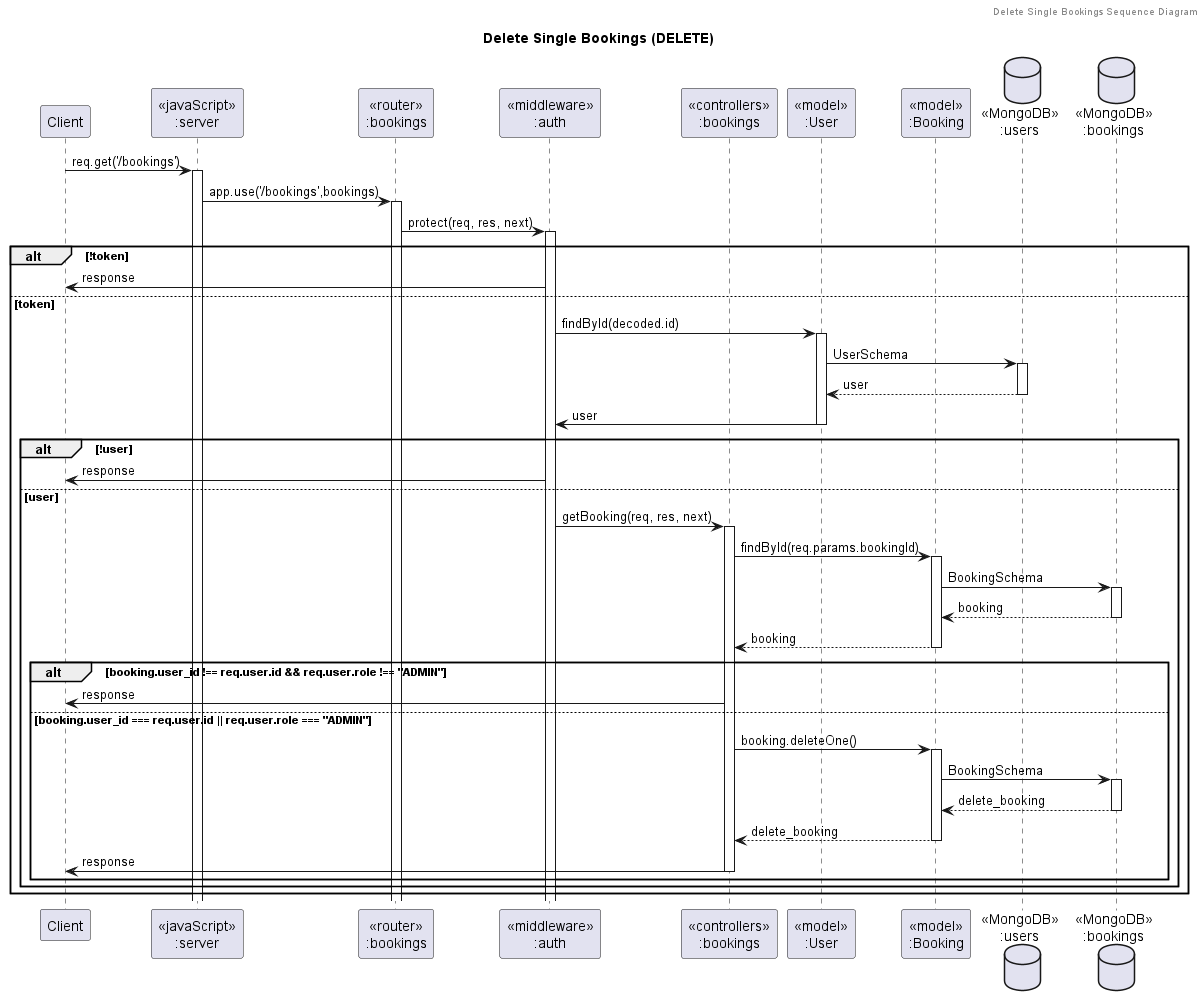 Delete Single Bookings Sequence Diagram
Delete Single Bookings (DELETE)
Client
«javaScript»
:server
«router»
:bookings
«middleware»
:auth
«controllers»
:bookings
«model»
:User
«model»
:Booking
«MongoDB»
:users
«MongoDB»
:bookings
req.get('/bookings')
app.use('/bookings',bookings)
protect(req, res, next)
alt [!token]
response
[token]
findById(decoded.id)
UserSchema
user
user
alt [!user]
response
[user]
getBooking(req, res, next)
findById(req.params.bookingId)
BookingSchema
booking
booking
alt [booking.user_id !== req.user.id && req.user.role !== "ADMIN"]
response
[booking.user_id === req.user.id || req.user.role === "ADMIN"]
booking.deleteOne()
BookingSchema
delete_booking
delete_booking
response
Client
«javaScript»
:server
«router»
:bookings
«middleware»
:auth
«controllers»
:bookings
«model»
:User
«model»
:Booking
«MongoDB»
:users
«MongoDB»
:bookings